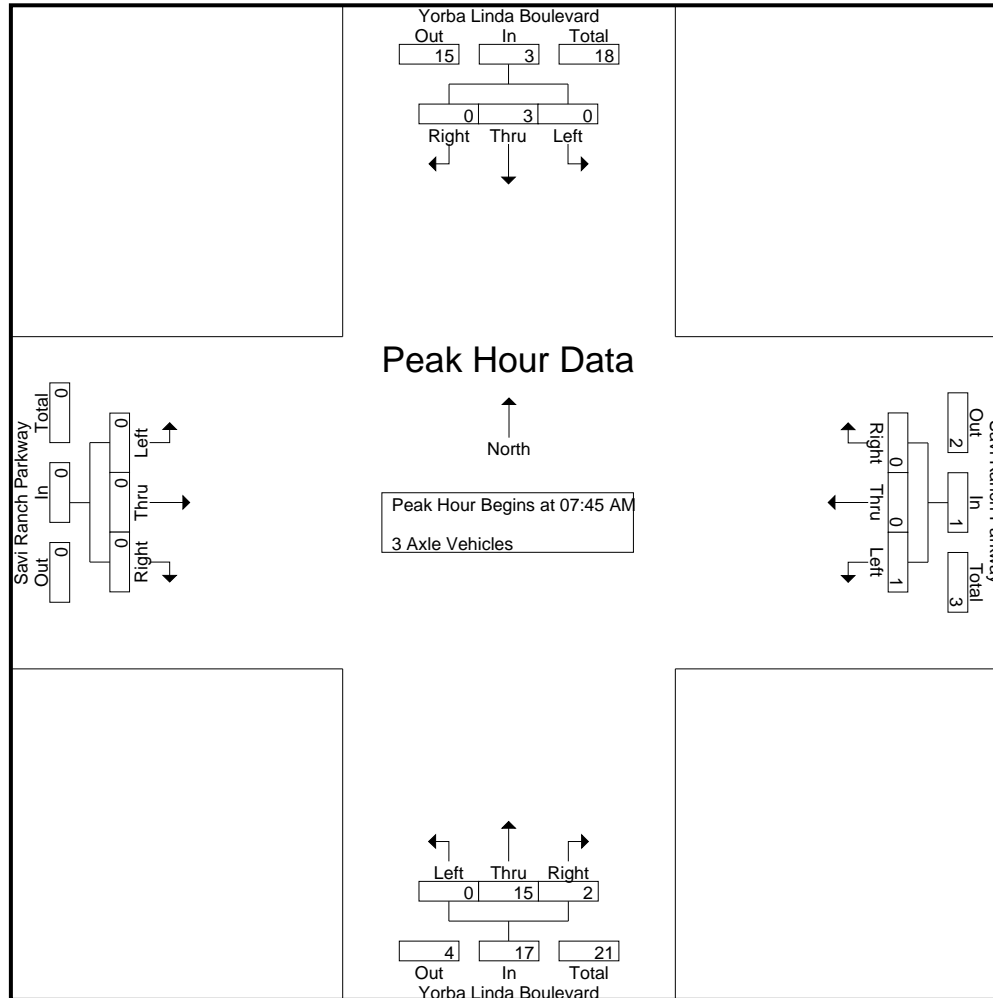 Yorba Linda Boulevard
Out In Total
15 3 18
0 3 0
Right Thru Left
Peak Hour Data
North
Peak Hour Begins at 07:45 AM
3 Axle Vehicles
Savi Ranch Parkway
Total In Out
0 0 0
0 0 0
Left Thru Right
Right Thru Left
0 0 1
2 1 3
Out In Total
Left Thru Right
0 15 2
4 17 21
Out In Total
Yorba Linda Boulevard